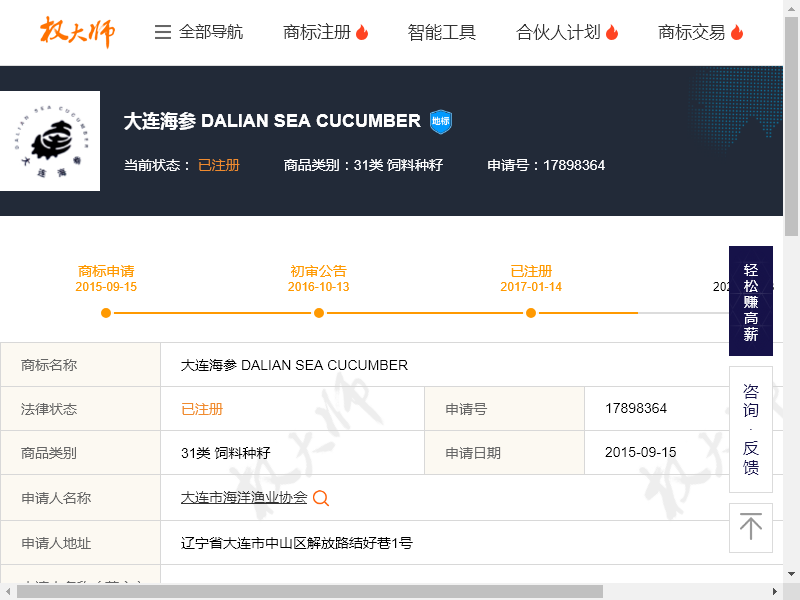 权大师
全部导航 商标注册 智能工具 合伙人计划 商标交易
DALIAN SEA CUCUMBER
大连海参
大连海参 DALIAN SEA CUCUMBER 地标
当前状态： 已注册 商品类别：31类 饲料种籽 申请号：17898364
商标申请 初审公告 已注册
2015-09-15 2016-10-13 2017-01-14
轻松赚高薪
商标名称 大连海参 DALIAN SEA CUCUMBER
法律状态 已注册 申请号 17898364
商品类别 31类 饲料种籽 申请日期 2015-09-15
咨询·反馈
申请人名称 大连市海洋渔业协会
申请人地址 辽宁省大连市中山区解放路结好巷1号
权大师